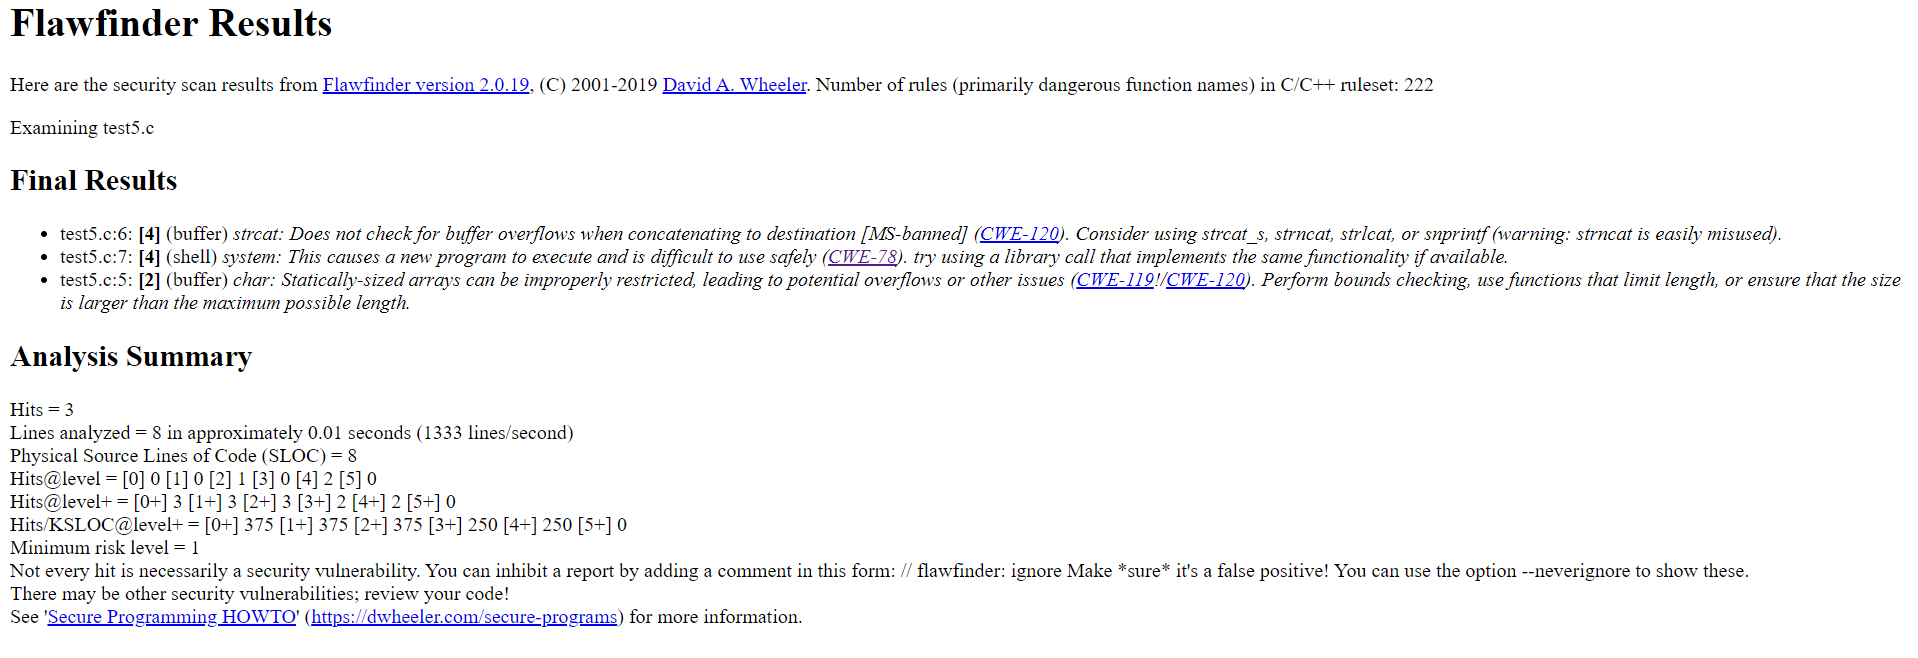 Flawfinder Results
Here are the security scan results from Flawfinder version 2.0.19, (C) 2001-2019 David A. Wheeler. Number of rules (primarily dangerous function names) in C/C++ ruleset: 222
Examining test5.c
Final Results
• test5.c:6: [4] (buffer) strcat: Does not check for buffer overflows when concatenating to destination [MS-banned] (CWE-120). Consider using strcat_s, strncat, strlcat, or snprintf (warning: strncat is easily misused).
• test5.c:7: [4] (shell) system: This causes a new program to execute and is difficult to use safely (CWE-78). try using a library call that implements the same functionality if available.
• test5.c:5: [2] (buffer) char: Statically-sized arrays can be improperly restricted, leading to potential overflows or other issues (CWE-119!/CWE-120). Perform bounds checking, use functions that limit length, or ensure that the size
is larger than the maximum possible length.
Analysis Summary
Hits = 3
Lines analyzed = 8 in approximately 0.01 seconds (1333 lines/second)
Physical Source Lines of Code (SLOC) = 8
Hits@level = [0] 0 [1] 0 [2] 1 [3] 0 [4] 2 [5] 0
Hits@level+ = [0+] 3 [1+] 3 [2+] 3 [3+] 2 [4+] 2 [5+] 0
Hits/KSLOC@level+ = [0+] 375 [1+] 375 [2+] 375 [3+] 250 [4+] 250 [5+] 0
Minimum risk level = 1
Not every hit is necessarily a security vulnerability. You can inhibit a report by adding a comment in this form: // flawfinder: ignore Make *sure* it's a false positive! You can use the option --neverignore to show these.
There may be other security vulnerabilities; review your code!
See 'Secure Programming HOWTO' (https://dwheeler.com/secure-programs) for more information.